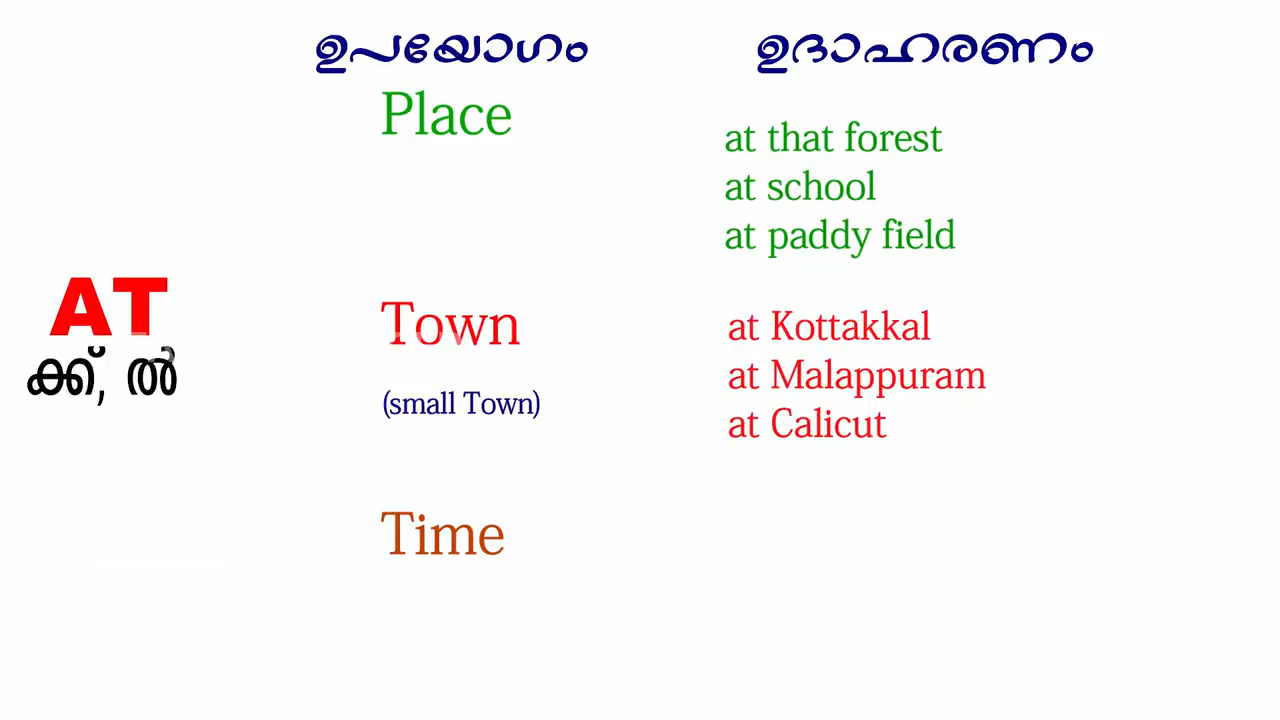 ഉപയോഗം
ഉദാഹരണം
Place
at that forest
at school
at paddy field
AT
ക്ക്, ൽ
Town
(small Town)
at Kottakkal
at Malappuram
at Calicut
Time